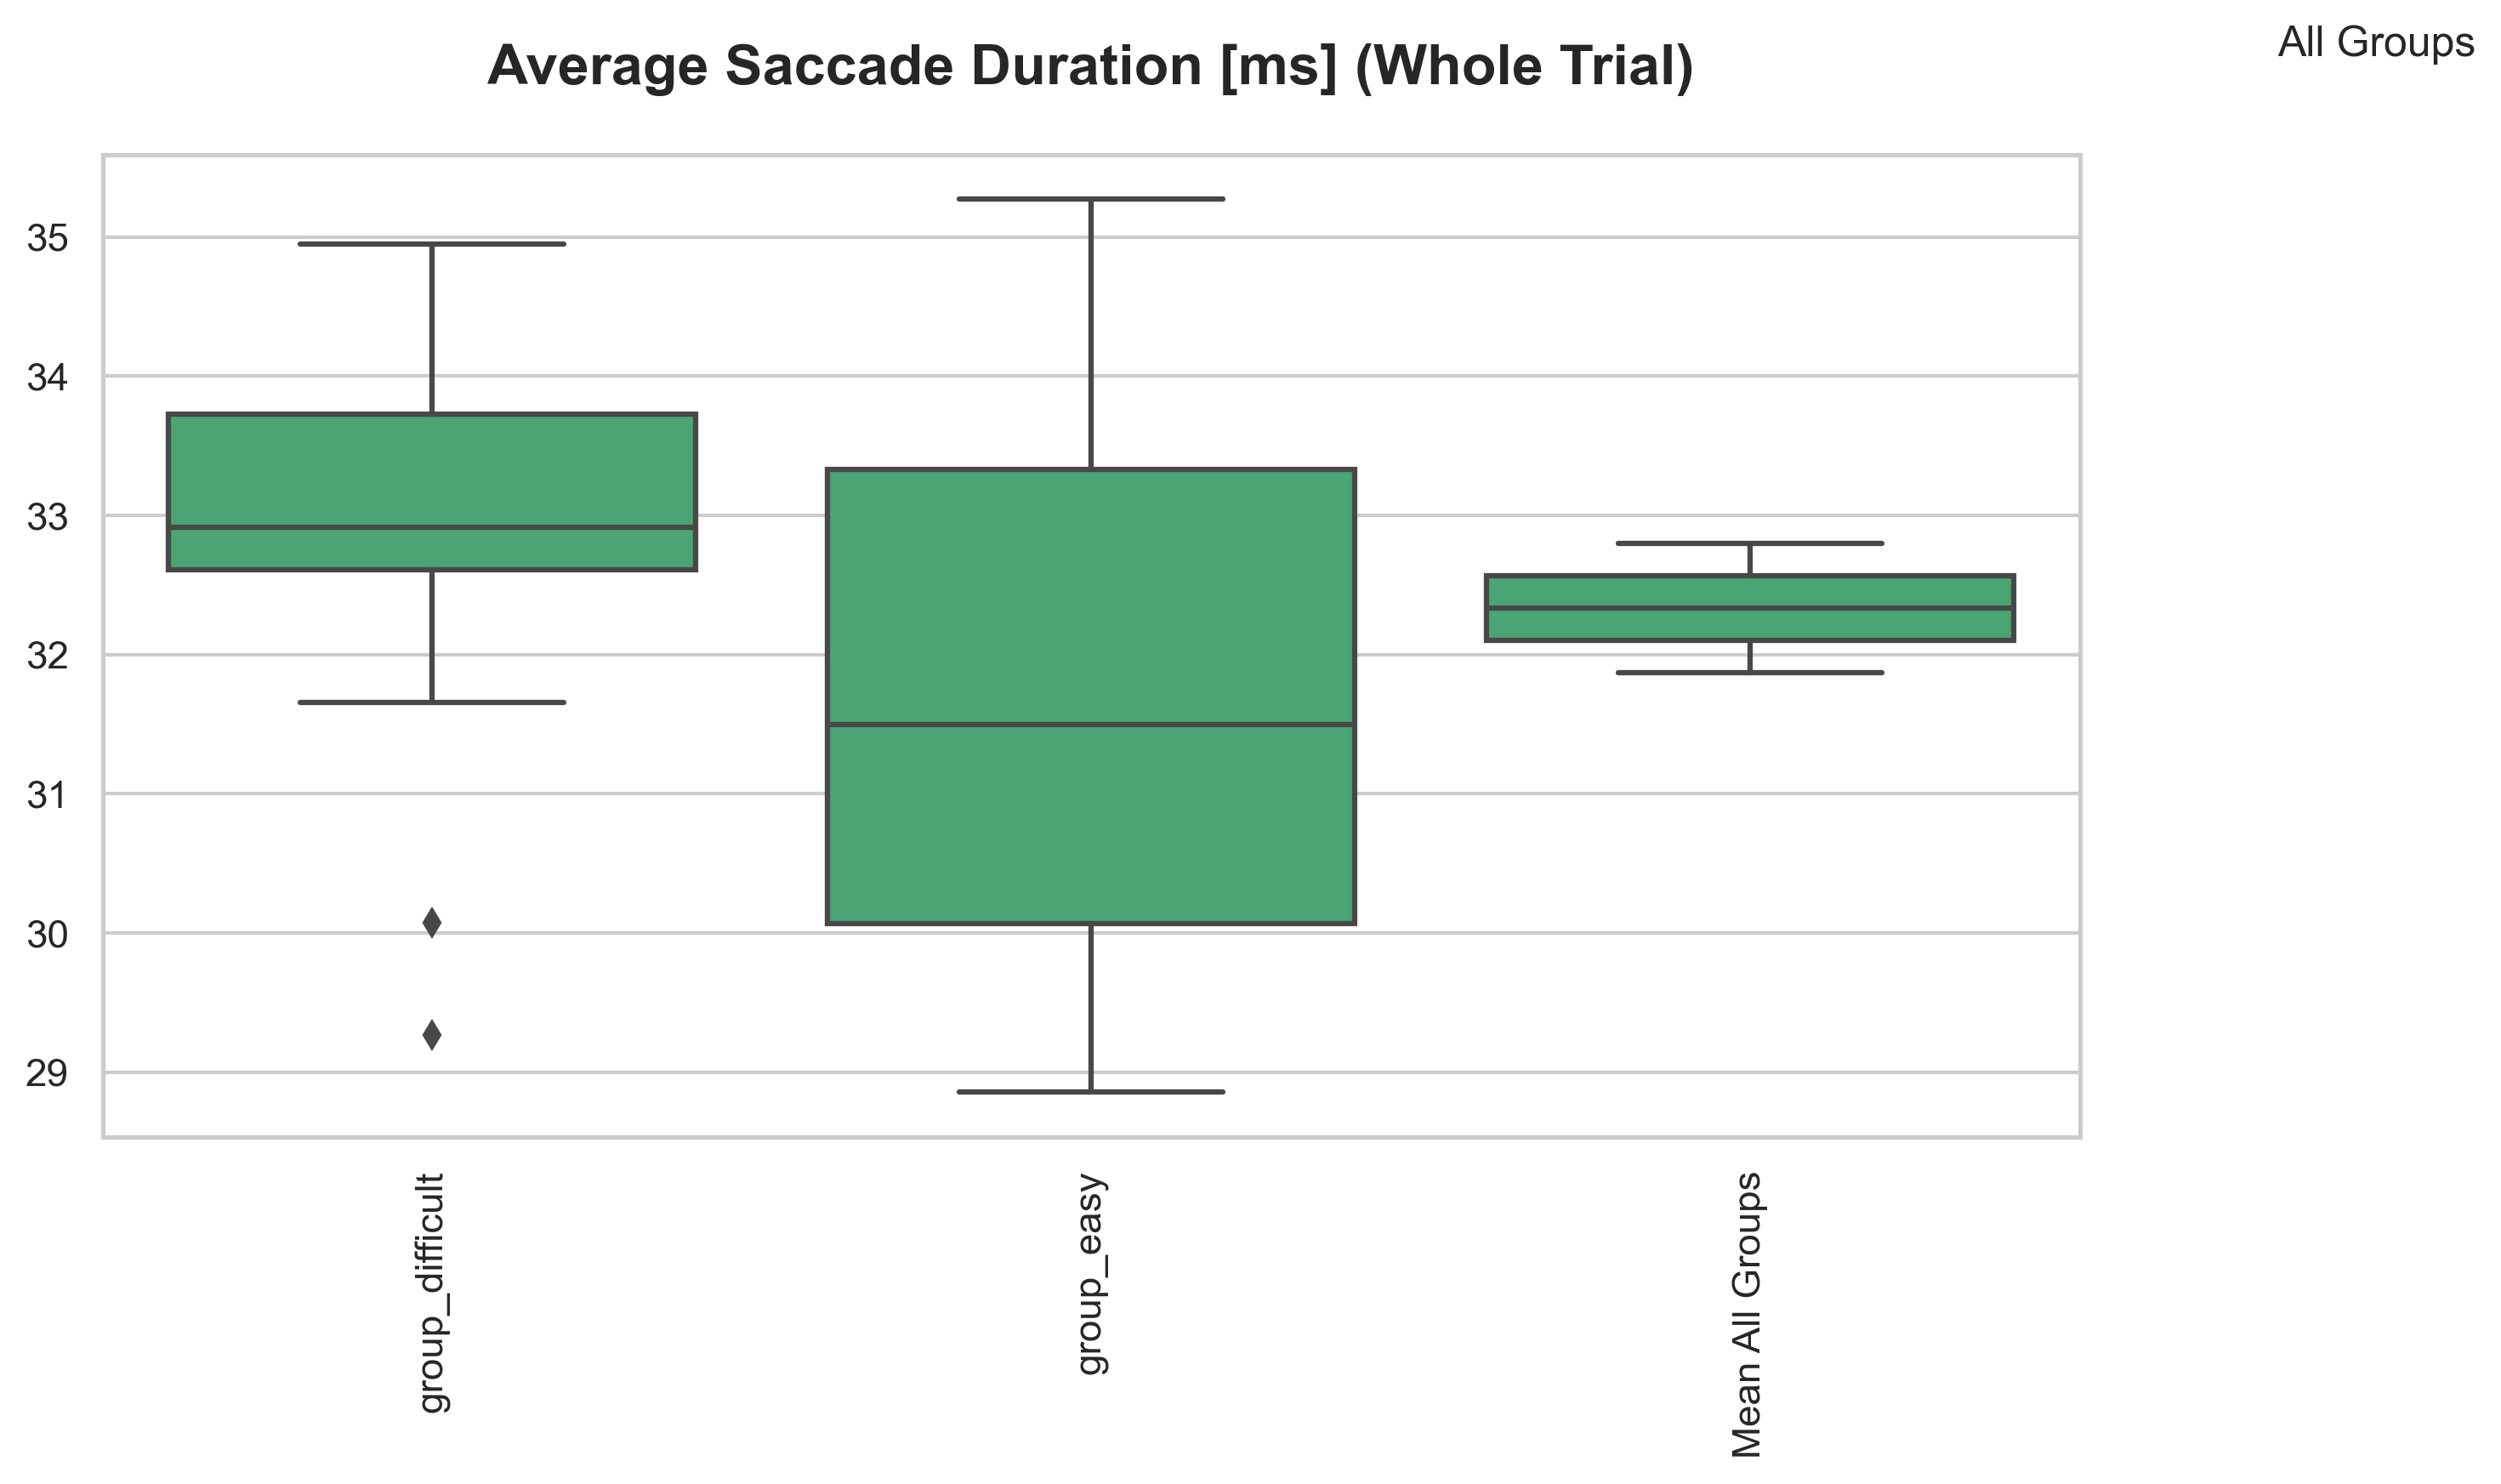 All Groups
Average Saccade Duration [ms] (Whole Trial)
35
34
33
32
31
30
29
group_difficult
group_easy
Mean All Groups